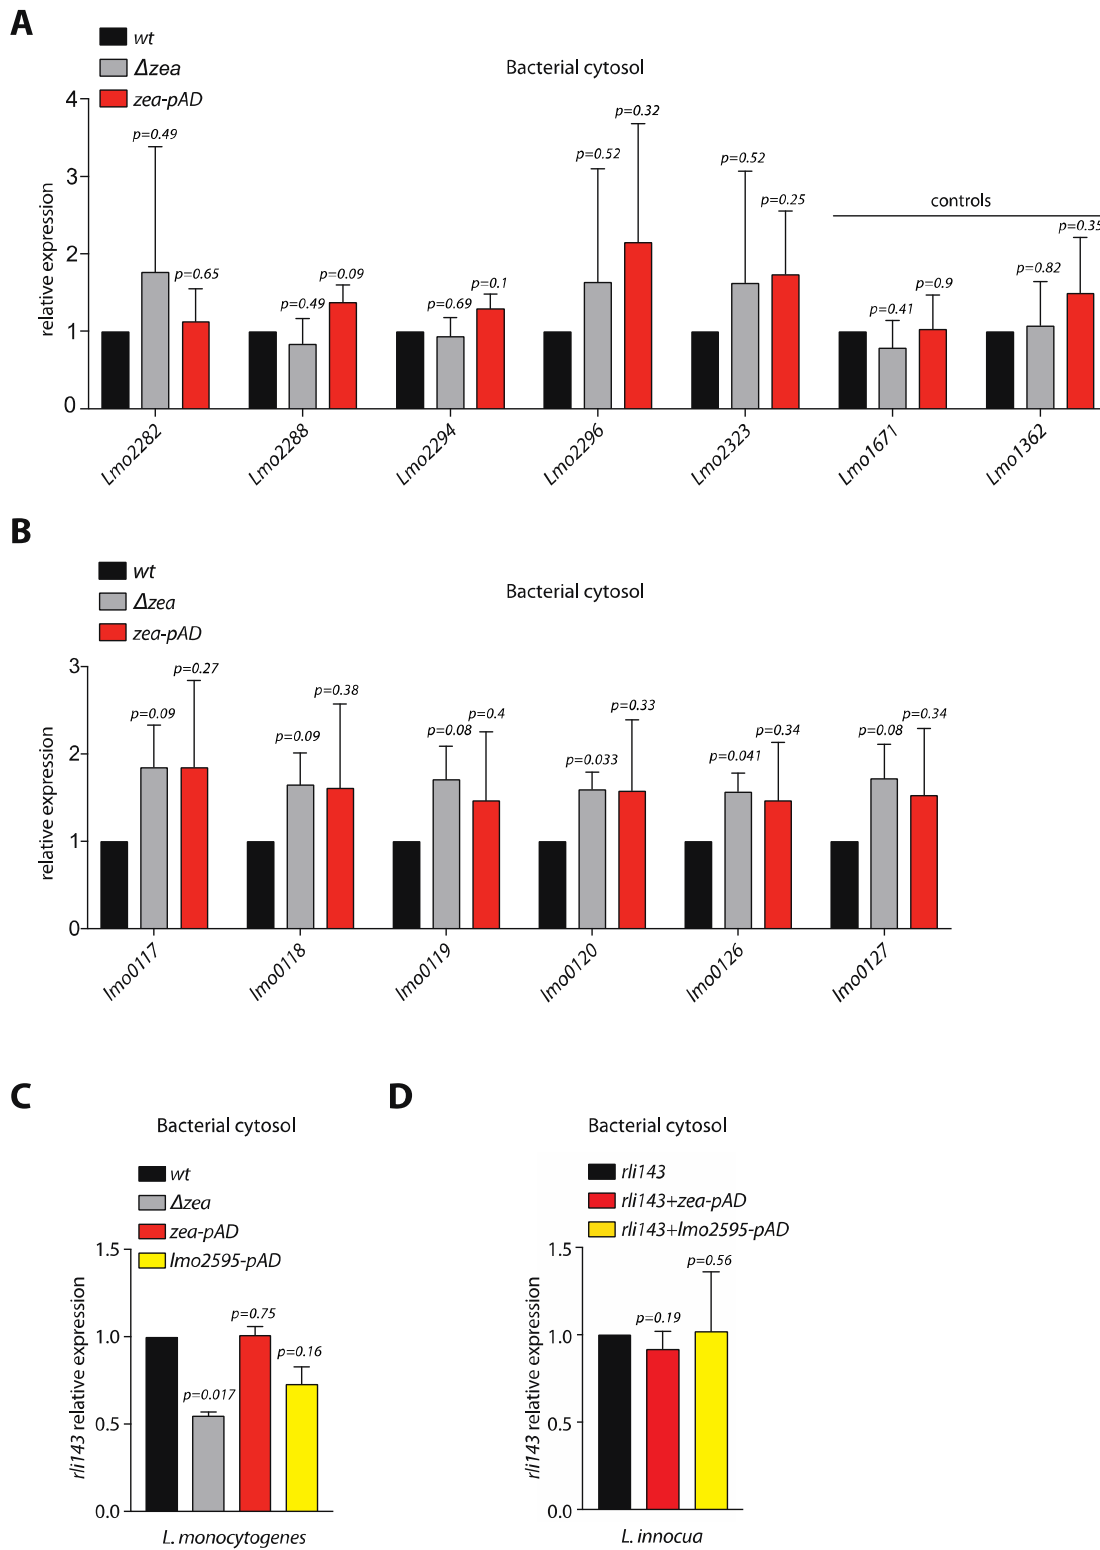 A
wt
Δzea
zea-pAD
Bacterial cytosol
relative expression
4
3
2
1
0
p=0.49
p=0.65
p=0.49
p=0.09
p=0.69
p=0.1
p=0.52
p=0.32
p=0.52
p=0.25
controls
p=0.41
p=0.9
p=0.82
p=0.35
Lmo2282
Lmo2288
Lmo2294
Lmo2296
Lmo2323
Lmo1671
Lmo1362
B
wt
Δzea
zea-pAD
Bacterial cytosol
relative expression
3
2
1
0
p=0.09
p=0.27
p=0.09
p=0.38
p=0.08
p=0.4
p=0.033
p=0.33
p=0.041
p=0.34
p=0.08
p=0.34
lmo0117
lmo0118
lmo0119
lmo0120
lmo0126
lmo0127
C
Bacterial cytosol
wt
Δzea
zea-pAD
lmo2595-pAD
rli143 relative expression
1.5
1.0
0.5
0.0
p=0.017
p=0.75
p=0.16
L. monocytogenes
D
Bacterial cytosol
rli143
rli143+zea-pAD
rli143+lmo2595-pAD
rli143 relative expression
1.5
1.0
0.5
0.0
p=0.19
p=0.56
L. innocua